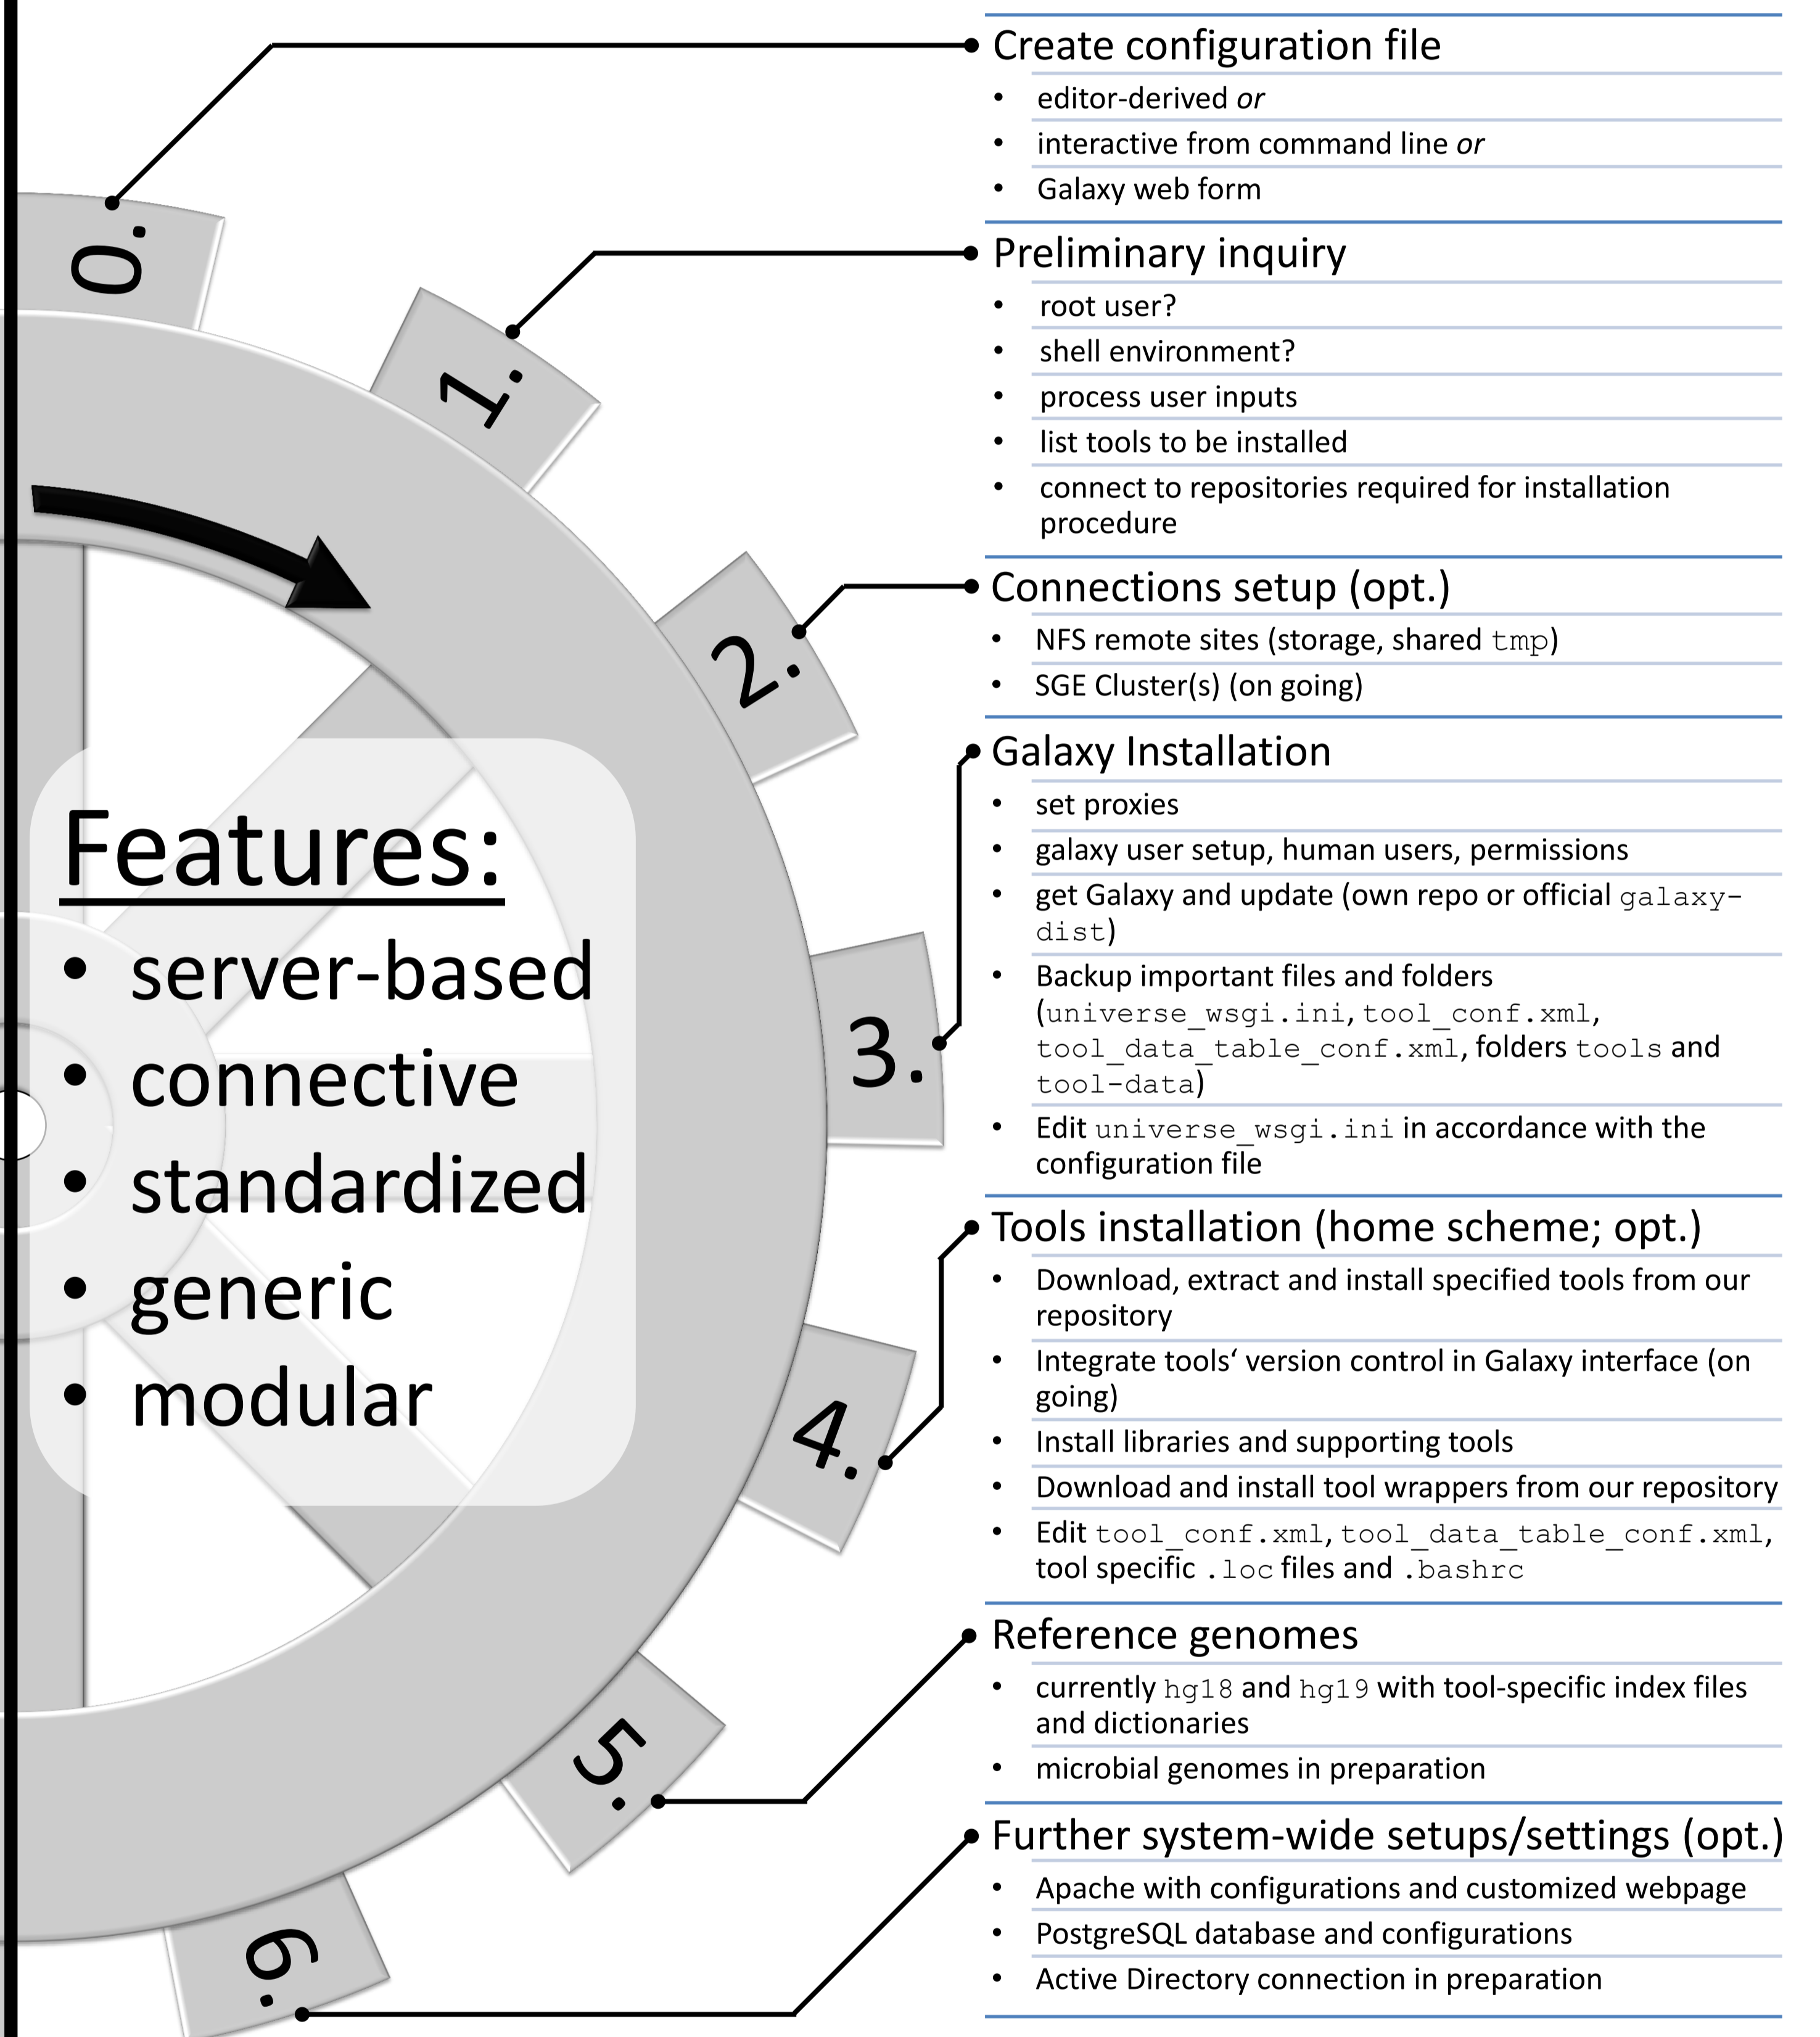 0.
Create configuration file
• editor-derived or
• interactive from command line or
• Galaxy web form
1.
Preliminary inquiry
• root user?
• shell environment?
• process user inputs
• list tools to be installed
• connect to repositories required for installation
procedure
2.
Connections setup (opt.)
• NFS remote sites (storage, shared tmp)
• SGE Cluster(s) (on going)
3.
Galaxy Installation
• set proxies
• galaxy user setup, human users, permissions
• get Galaxy and update (own repo or official galaxy-
dist)
• Backup important files and folders
(universe_wsgi.ini, tool_conf.xml,
tool_data_table_conf.xml, folders tools and
tool-data)
• Edit universe_wsgi.ini in accordance with the
configuration file
4.
Tools installation (home scheme; opt.)
• Download, extract and install specified tools from our
repository
• Integrate tools‘ version control in Galaxy interface (on
going)
• Install libraries and supporting tools
• Download and install tool wrappers from our repository
• Edit tool_conf.xml, tool_data_table_conf.xml,
tool specific .loc files and .bashrc
5.
Reference genomes
• currently hg18 and hg19 with tool-specific index files
and dictionaries
• microbial genomes in preparation
6.
Further system-wide setups/settings (opt.)
• Apache with configurations and customized webpage
• PostgreSQL database and configurations
• Active Directory connection in preparation
Features:
• server-based
• connective
• standardized
• generic
• modular